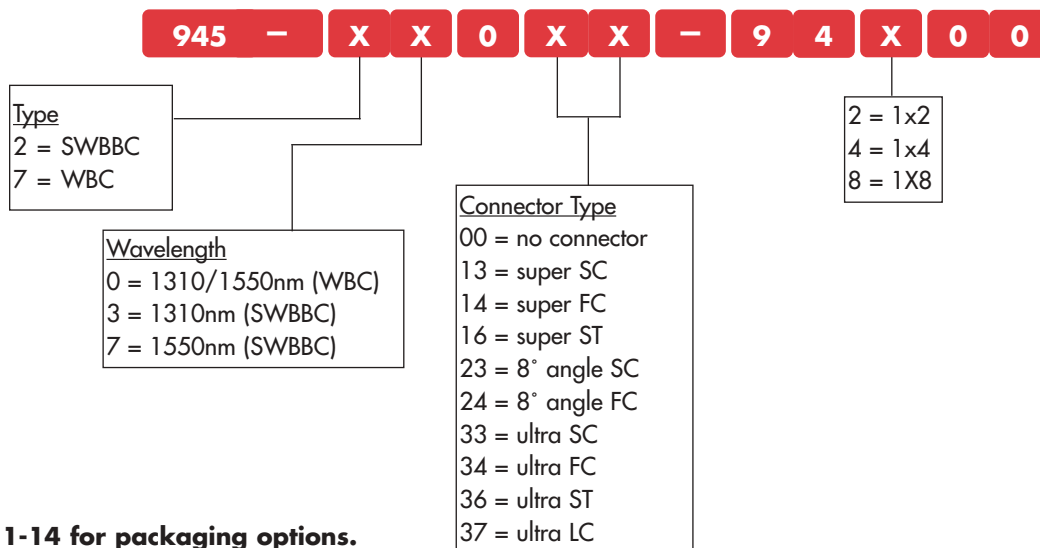 945 – X X 0 X X – 9 4 X 0 0
Type
2 = SWBBC
7 = WBC
2 = 1x2
4 = 1x4
8 = 1X8
Wavelength
0 = 1310/1550nm (WBC)
3 = 1310nm (SWBBC)
7 = 1550nm (SWBBC)
Connector Type
00 = no connector
13 = super SC
14 = super FC
16 = super ST
23 = 8° angle SC
24 = 8° angle FC
33 = ultra SC
34 = ultra FC
36 = ultra ST
37 = ultra LC
1-14 for packaging options.